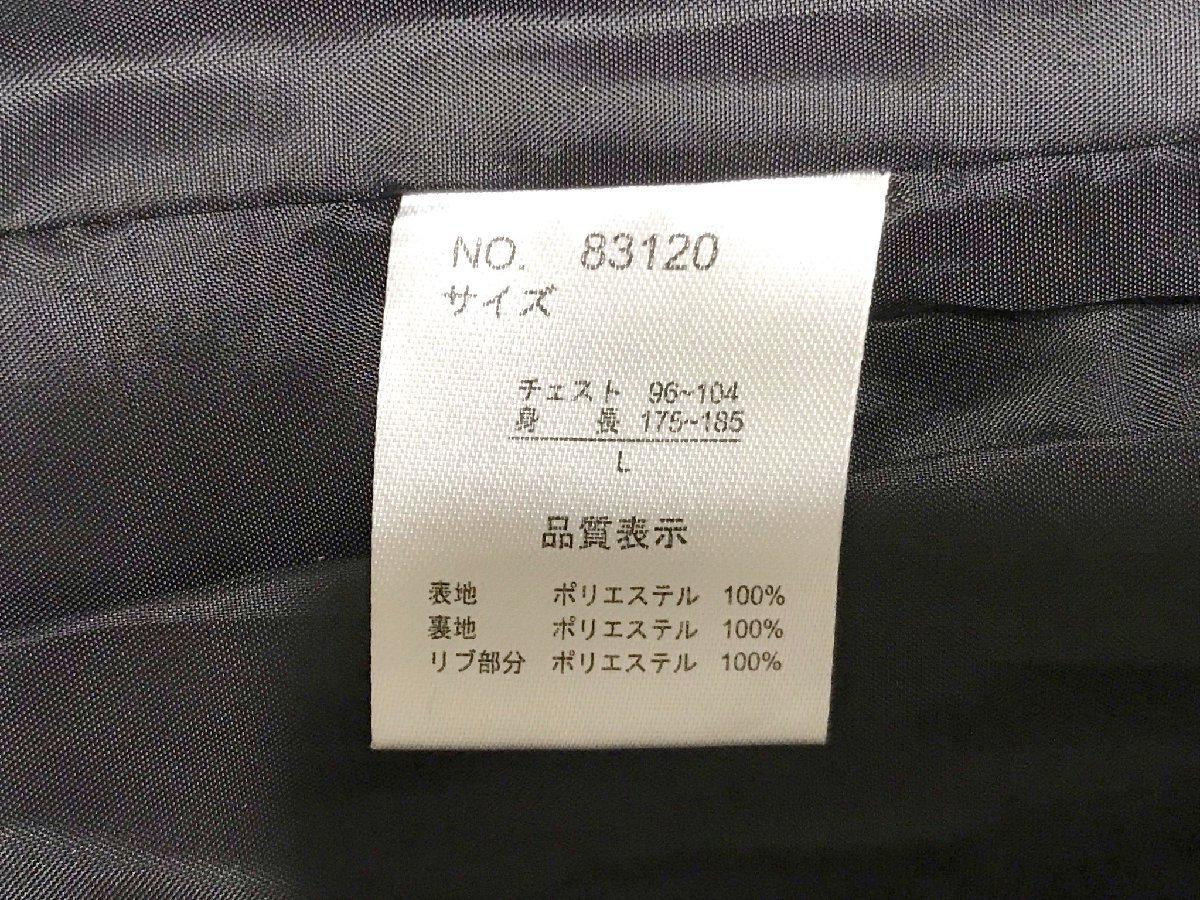 NO. 83120
サイズ
チェスト 96~104
身 長 175~185
L
品質表示
表地 ポリエステル 100%
裏地 ポリエステル 100%
リブ部分 ポリエステル 100%